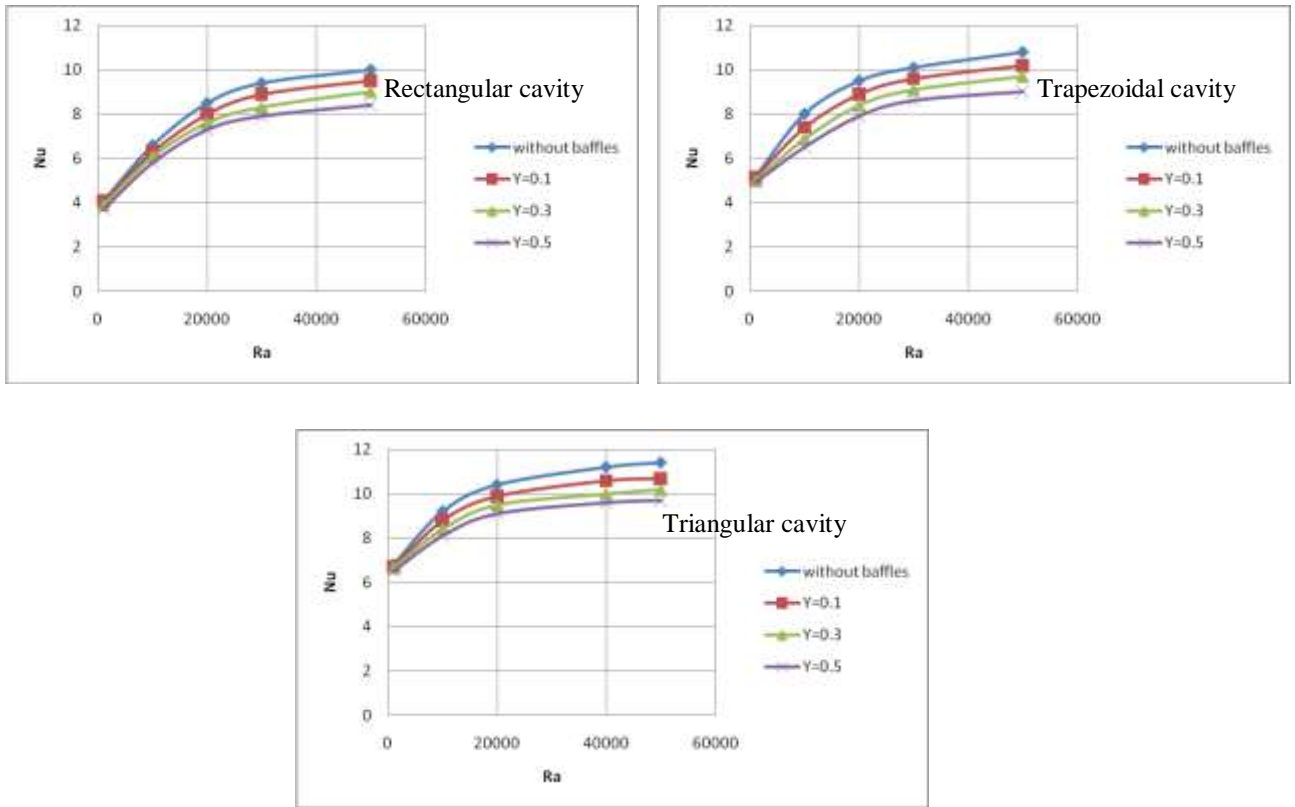 12
10
8
6
4
2
0
Nu
0 20000 40000 60000
Ra
Rectangular cavity
without baffles
Y=0.1
Y=0.3
Y=0.5
12
10
8
6
4
2
0
Nu
0 20000 40000 60000
Ra
Trapezoidal cavity
without baffles
Y=0.1
Y=0.3
Y=0.5
12
10
8
6
4
2
0
Nu
0 20000 40000 60000
Ra
Triangular cavity
without baffles
Y=0.1
Y=0.3
Y=0.5